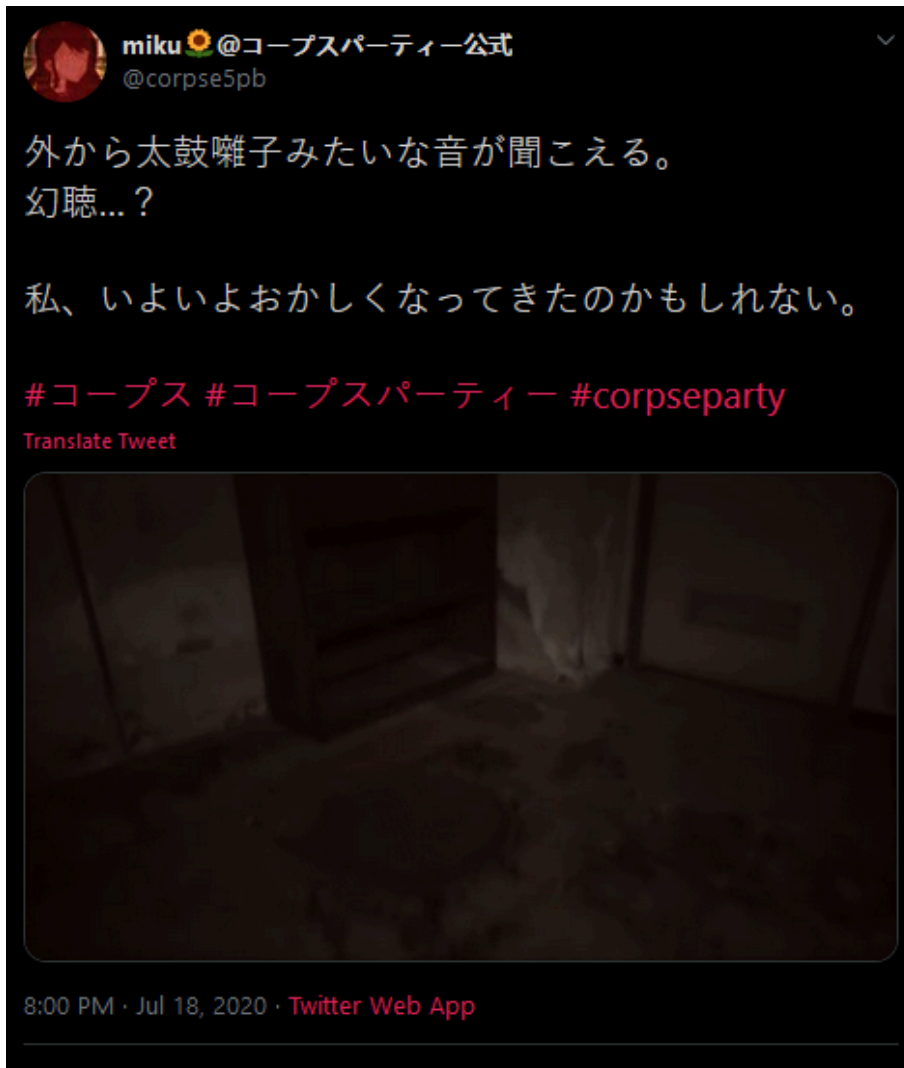 miku🌻@コープスパーティー公式
@corpse5pb
外から太鼓囃子みたいな音が聞こえる。
幻聴...？
私、いよいよおかしくなってきたのかもしれない。
#コープス #コープスパーティー #corpseparty
Translate Tweet
8:00 PM · Jul 18, 2020 · Twitter Web App